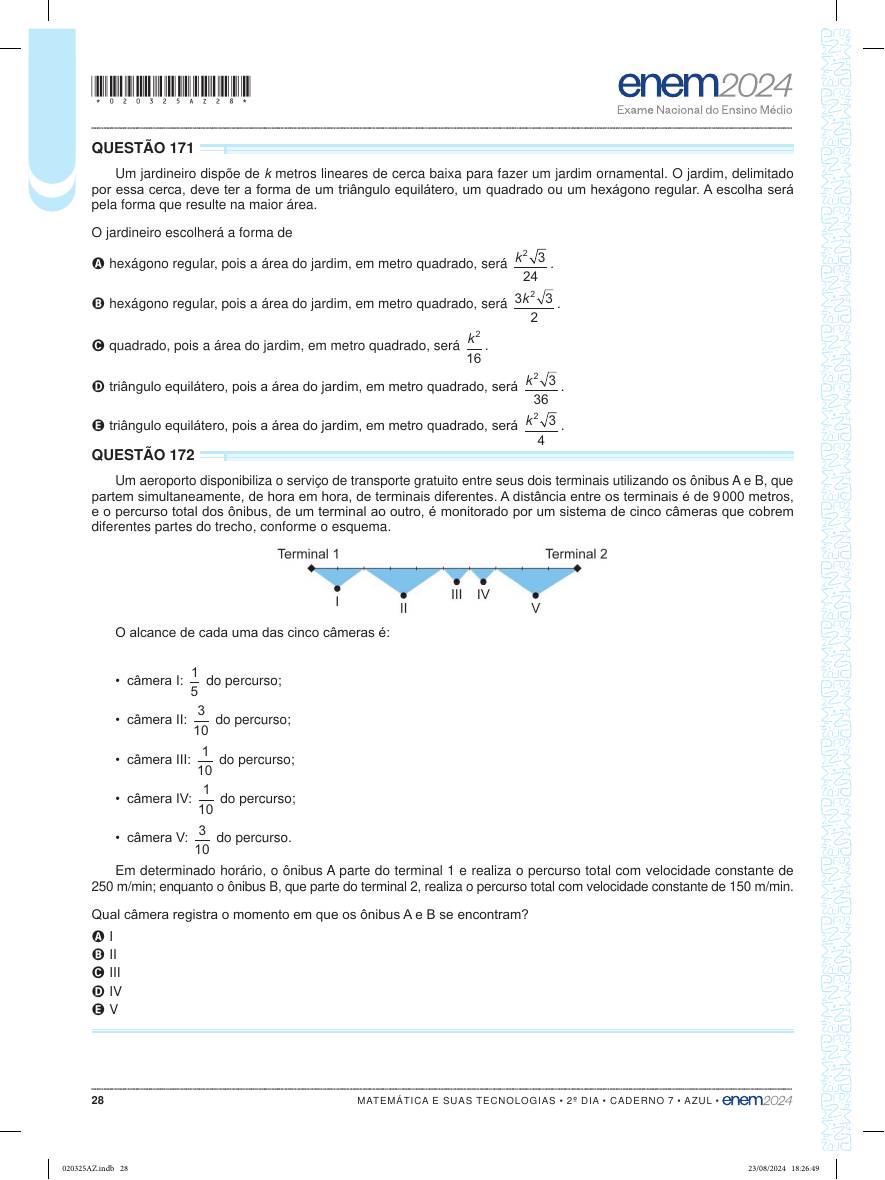 *020325AZ28*
enem2024
Exame Nacional do Ensino Médio
QUESTÃO 171
Um jardineiro dispõe de k metros lineares de cerca baixa para fazer um jardim ornamental. O jardim, delimitado
por essa cerca, deve ter a forma de um triângulo equilátero, um quadrado ou um hexágono regular. A escolha será
pela forma que resulte na maior área.
O jardineiro escolherá a forma de
A hexágono regular, pois a área do jardim, em metro quadrado, será k²√3/24.
B hexágono regular, pois a área do jardim, em metro quadrado, será 3k²√3/2.
C quadrado, pois a área do jardim, em metro quadrado, será k²/16.
D triângulo equilátero, pois a área do jardim, em metro quadrado, será k²√3/36.
E triângulo equilátero, pois a área do jardim, em metro quadrado, será k²√3/4.
QUESTÃO 172
Um aeroporto disponibiliza o serviço de transporte gratuito entre seus dois terminais utilizando os ônibus A e B, que
partem simultaneamente, de hora em hora, de terminais diferentes. A distância entre os terminais é de 9 000 metros,
e o percurso total dos ônibus, de um terminal ao outro, é monitorado por um sistema de cinco câmeras que cobrem
diferentes partes do trecho, conforme o esquema.
Terminal 1 Terminal 2
I II III IV V
O alcance de cada uma das cinco câmeras é:
• câmera I: 1/5 do percurso;
• câmera II: 3/10 do percurso;
• câmera III: 1/10 do percurso;
• câmera IV: 1/10 do percurso;
• câmera V: 3/10 do percurso.
Em determinado horário, o ônibus A parte do terminal 1 e realiza o percurso total com velocidade constante de
250 m/min; enquanto o ônibus B, que parte do terminal 2, realiza o percurso total com velocidade constante de 150 m/min.
Qual câmera registra o momento em que os ônibus A e B se encontram?
A I
B II
C III
D IV
E V
28 MATEMÁTICA E SUAS TECNOLOGIAS • 2º DIA • CADERNO 7 • AZUL • enem2024
020325AZ.indb 28 23/08/2024 18:26:49